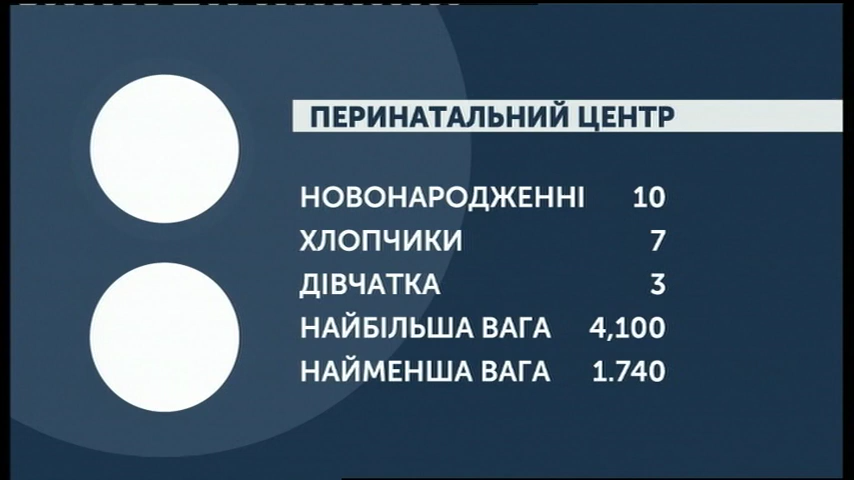 ПЕРИНАТАЛЬНИЙ ЦЕНТР
НОВОНАРОДЖЕННІ 10
ХЛОПЧИКИ 7
ДІВЧАТКА 3
НАЙБІЛЬША ВАГА 4,100
НАЙМЕНША ВАГА 1.740